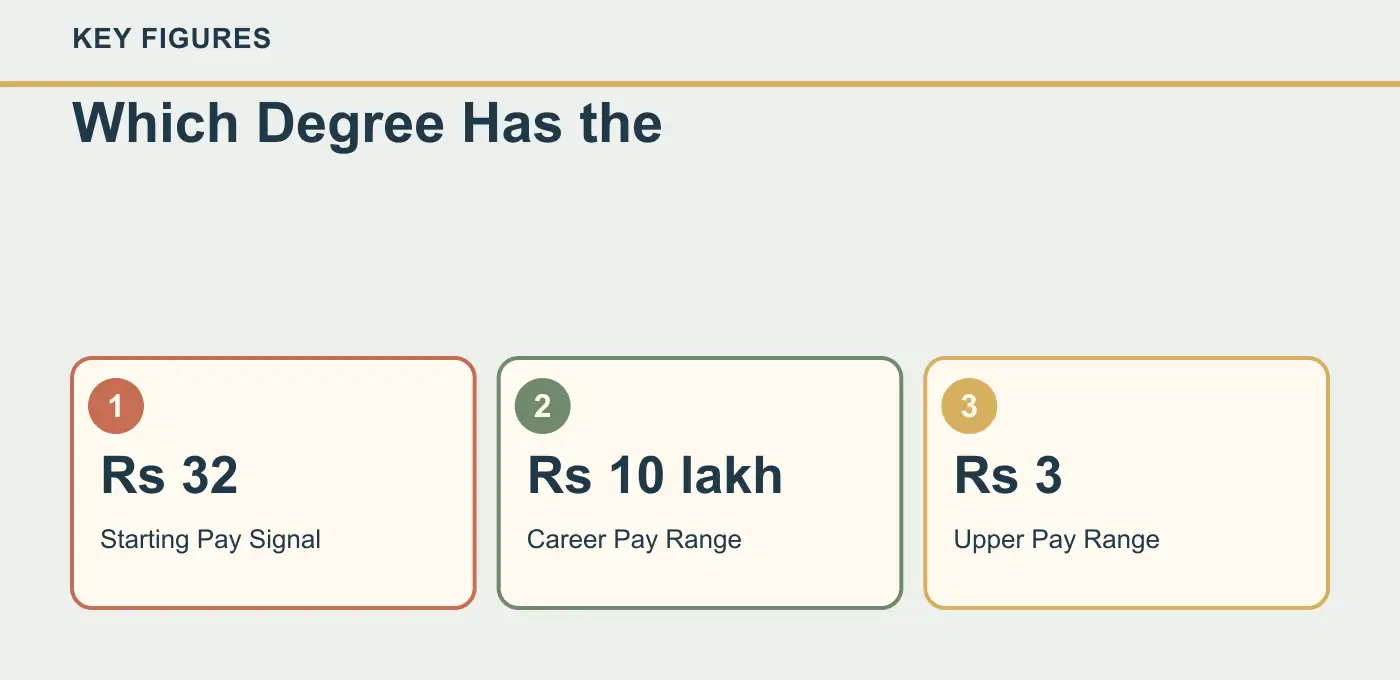 KEY FIGURES
Which Degree Has the
1
Rs 32
Starting Pay Signal
2
Rs 10 lakh
Career Pay Range
3
Rs 3
Upper Pay Range